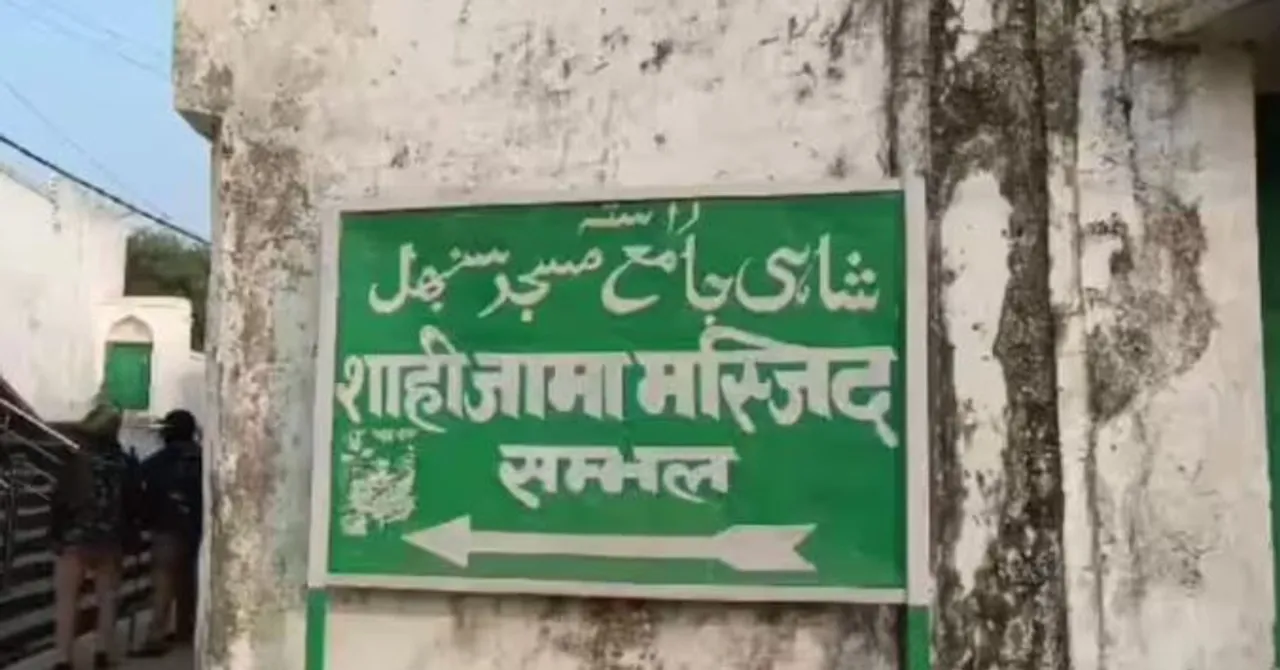 راستہ
شاہی جامع مسجد سنبھل
शाही जामा मस्जिद
सम्भल